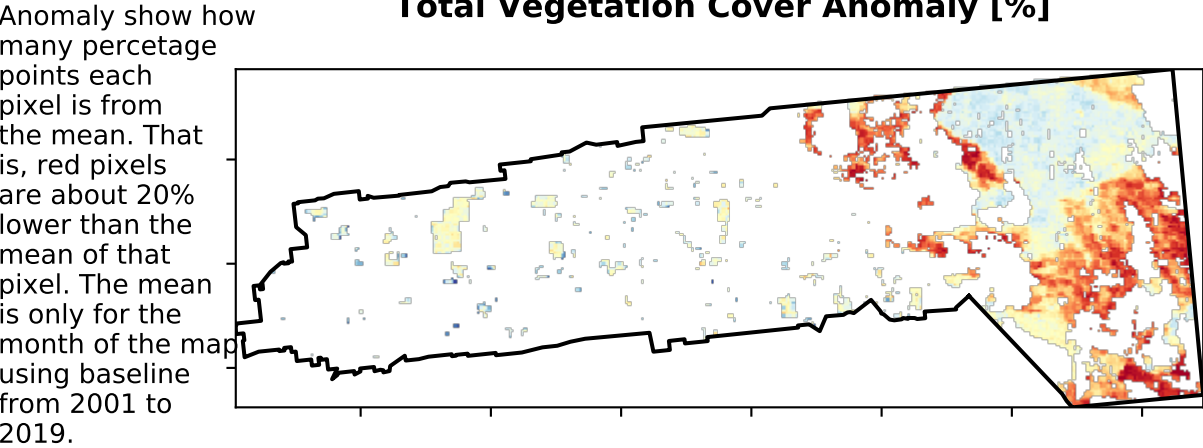 Total Vegetation Cover Anomaly [%]
Anomaly show how
many percetage
points each
pixel is from
the mean. That
is, red pixels
are about 20%
lower than the
mean of that
pixel. The mean
is only for the
month of the map
using baseline
from 2001 to
2019.